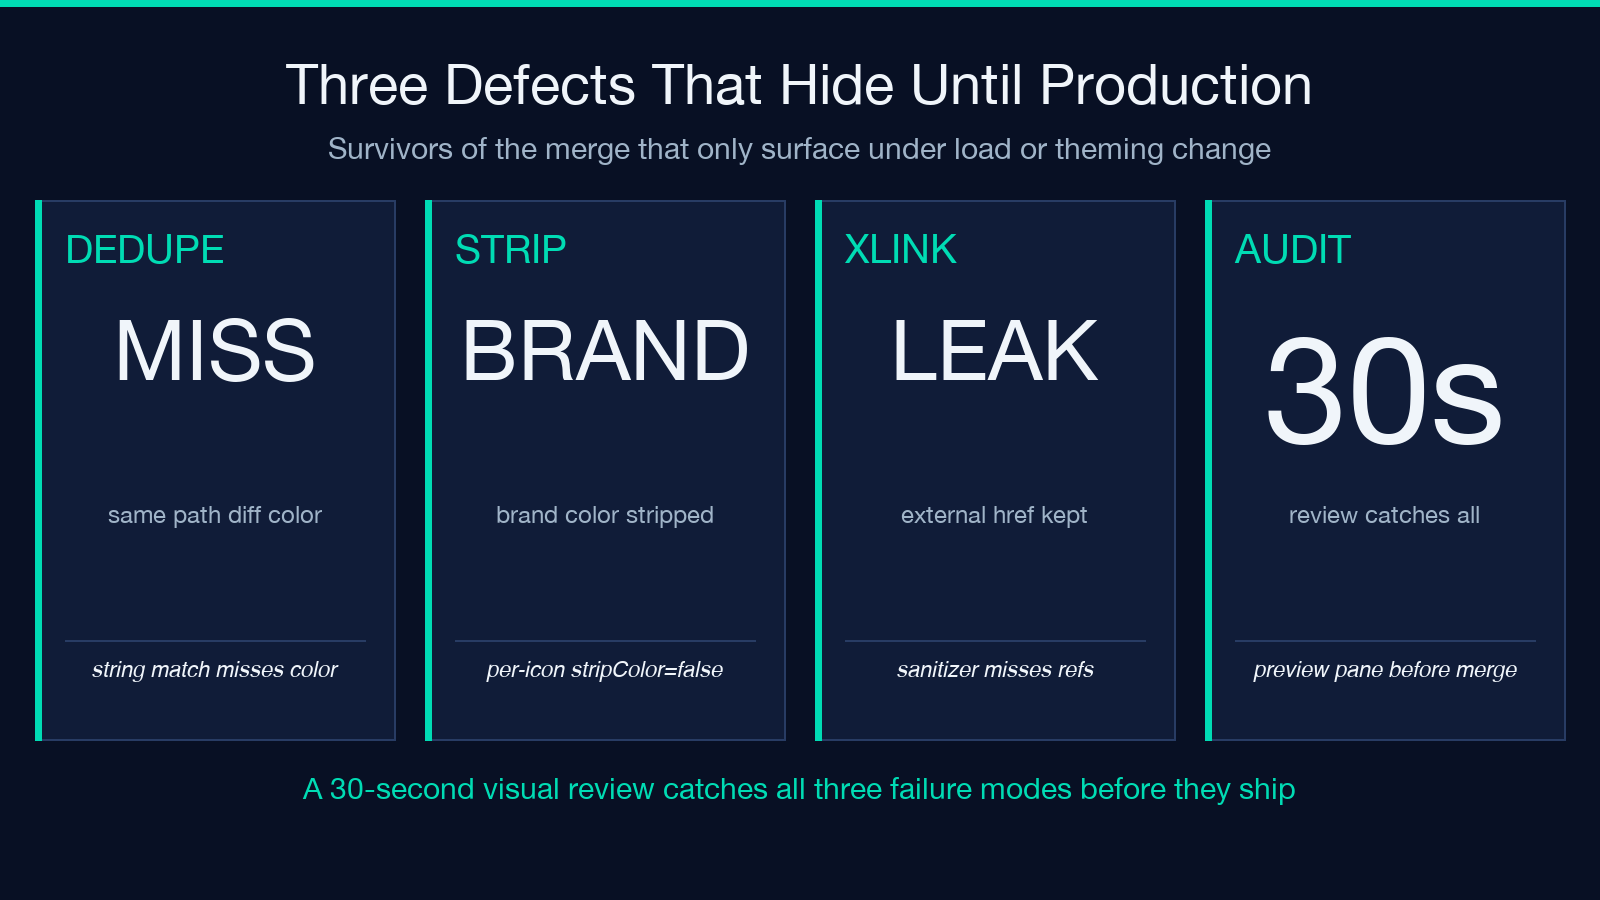 Three Defects That Hide Until Production
Survivors of the merge that only surface under load or theming change
DEDUPE
MISS
same path diff color
string match misses color
STRIP
BRAND
brand color stripped
per-icon stripColor=false
XLINK
LEAK
external href kept
sanitizer misses refs
AUDIT
30s
review catches all
preview pane before merge
A 30-second visual review catches all three failure modes before they ship